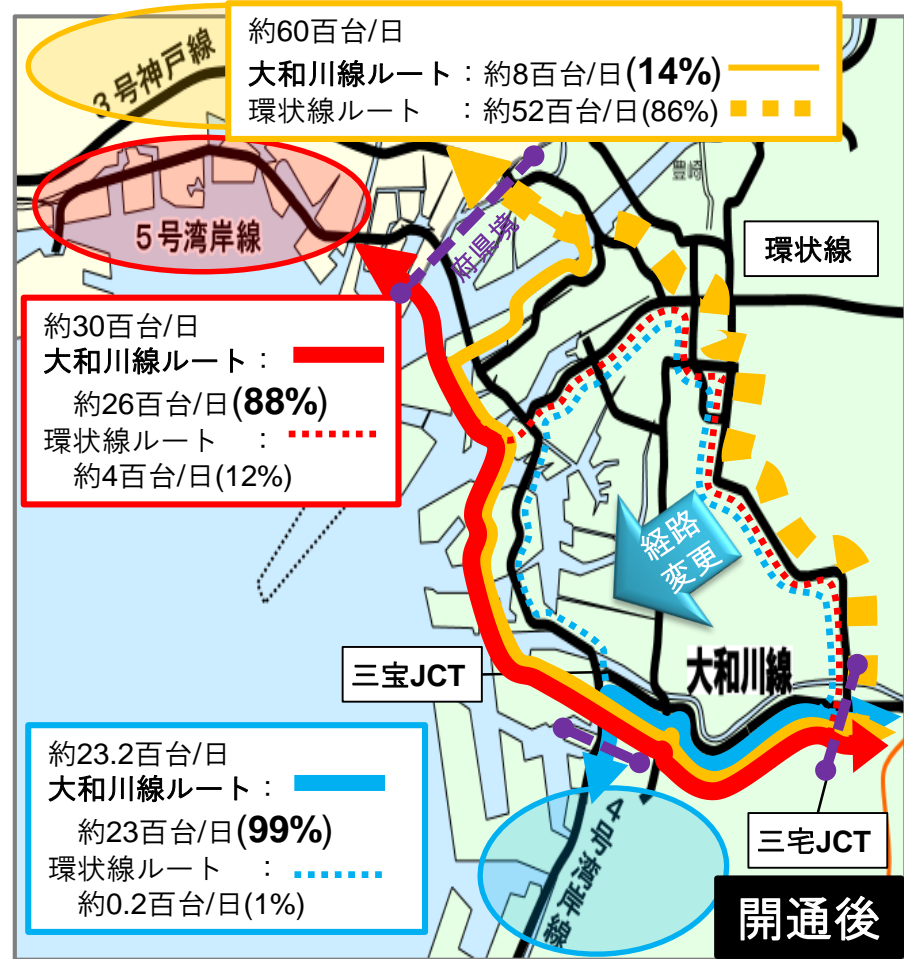 約60百台/日
大和川線ルート：約8百台/日(14%)
環状線ルート　：約52百台/日(86%)
3号神戸線
5号湾岸線
府県境
豊崎
環状線
約30百台/日
大和川線ルート：
約26百台/日(88%)
環状線ルート　：
約4百台/日(12%)
経路
変更
三宝JCT
大和川線
約23.2百台/日
大和川線ルート：
約23百台/日(99%)
環状線ルート　：
約0.2百台/日(1%)
4号湾岸線
三宅JCT
開通後